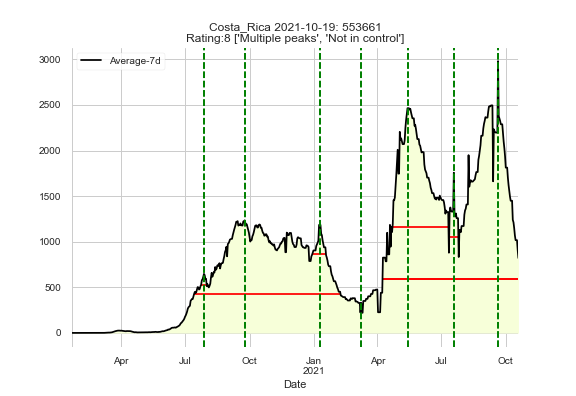 Costa_Rica 2021-10-19: 553661
Rating:8 ['Multiple peaks', 'Not in control']
Average-7d
3000
2500
2000
1500
1000
500
0
Apr Jul Oct Jan Apr Jul Oct
2021
Date